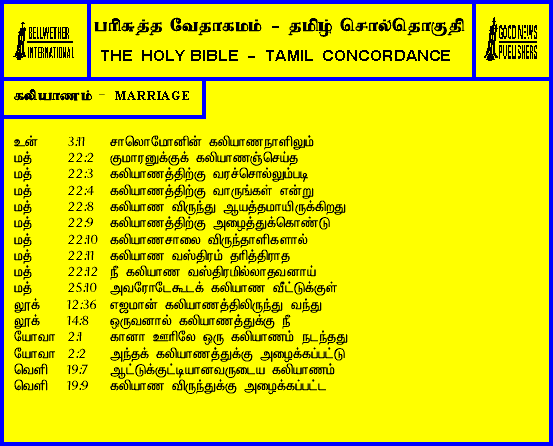 BELLWETHER
INTERNATIONAL
பரிசுத்த வேதாகமம் - தமிழ் சொல்தொகுதி
THE HOLY BIBLE - TAMIL CONCORDANCE
GOOD NEWS
PUBLISHERS
கலியாணம் - MARRIAGE
உன் 3:11 சாலொமோனின் கலியாணநாளிலும்
மத் 22:2 குமாரனுக்குக் கலியாணஞ்செய்த
மத் 22:3 கலியாணத்திற்கு வரச்சொல்லும்படி
மத் 22:4 கலியாணத்திற்கு வாருங்கள் என்று
மத் 22:8 கலியாண விருந்து ஆயத்தமாயிருக்கிறது
மத் 22:9 கலியாணத்திற்கு அழைத்துக்கொண்டு
மத் 22:10 கலியாணசாலை விருந்தாளிகளால்
மத் 22:11 கலியாண வஸ்திரம் தரித்திராத
மத் 22:12 நீ கலியாண வஸ்திரமில்லாதவனாய்
மத் 25:10 அவரோடேகூடக் கலியாண வீட்டுக்குள்
லூக் 12:36 எஜமான் கலியாணத்திலிருந்து வந்து
லூக் 14:8 ஒருவனால் கலியாணத்துக்கு நீ
யோவா 2:1 கானா ஊரிலே ஒரு கலியாணம் நடந்தது
யோவா 2:2 அந்தக் கலியாணத்துக்கு அழைக்கப்பட்டு
வெளி 19:7 ஆட்டுக்குட்டியானவருடைய கலியாணம்
வெளி 19:9 கலியாண விருந்துக்கு அழைக்கப்பட்ட